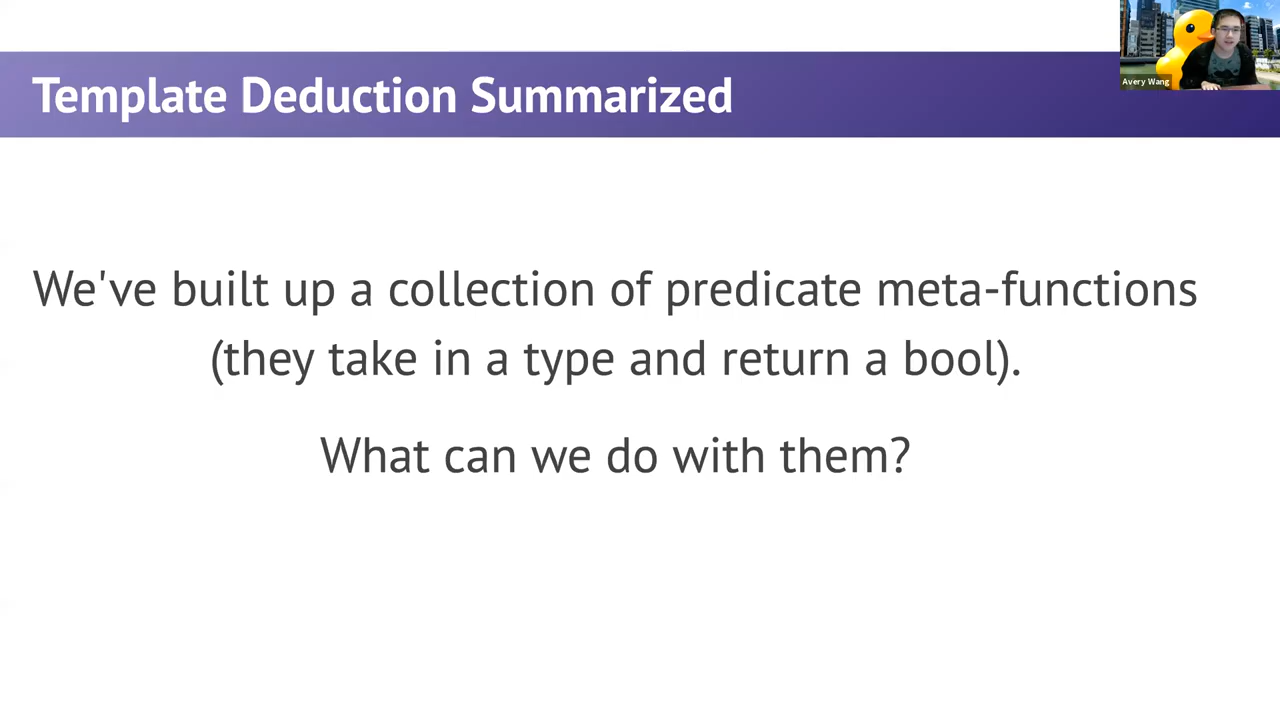 Template Deduction Summarized
Avery Wang
We've built up a collection of predicate meta-functions
(they take in a type and return a bool).
What can we do with them?